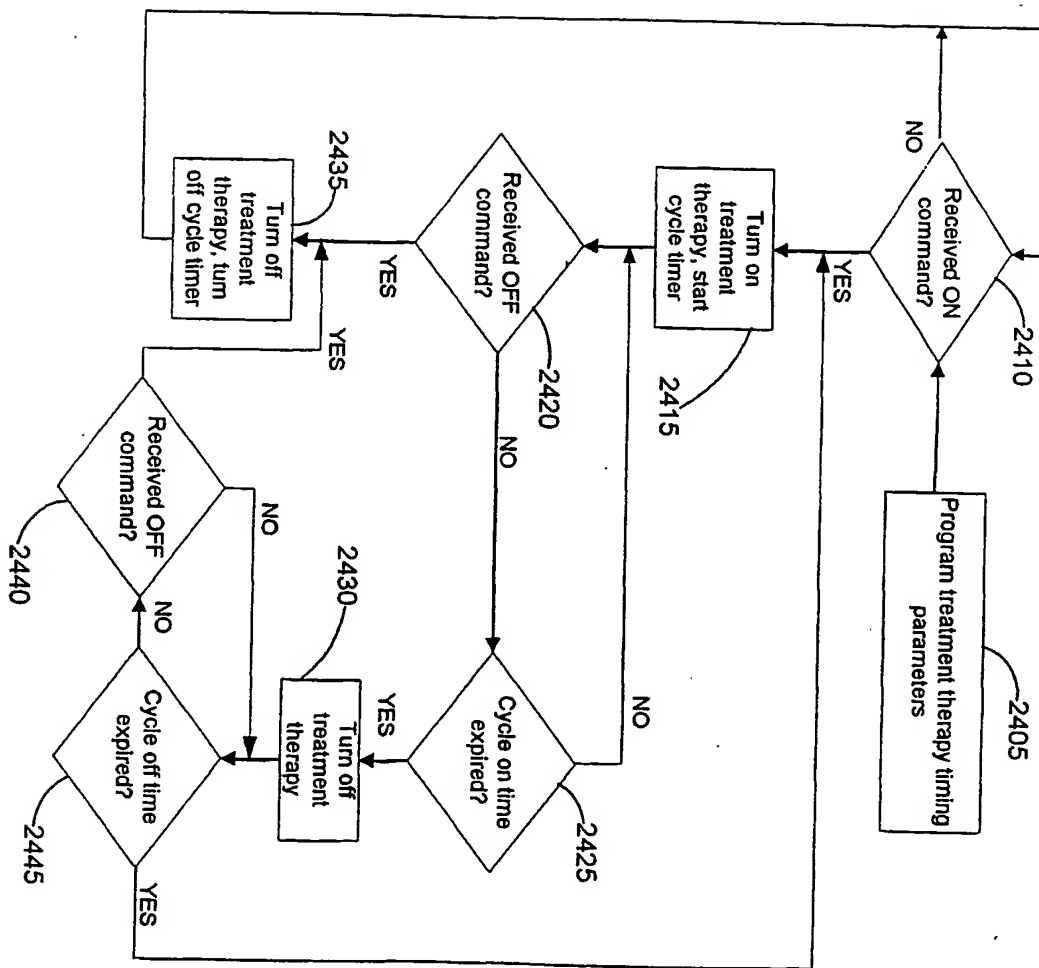 Program treatment therapy timing
parameters
2405
Received ON
command?
2410
NO
YES
Turn on
treatment
therapy, start
cycle timer
2415
Received OFF
command?
2420
NO
YES
Cycle on time
expired?
2425
NO
YES
Turn off
treatment
therapy
2430
Turn off
treatment
therapy, turn
off cycle timer
2435
YES
Received OFF
command?
2440
NO
Cycle off time
expired?
2445
NO
YES